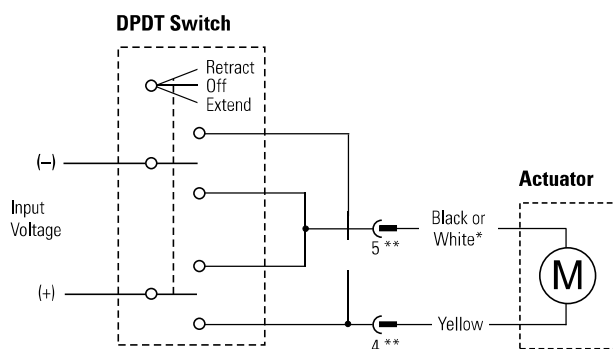 DPDT Switch
Retract
Off
Extend
(–)
Input
Voltage
(+)
5 **
4 **
Black or
White*
Yellow
Actuator
M